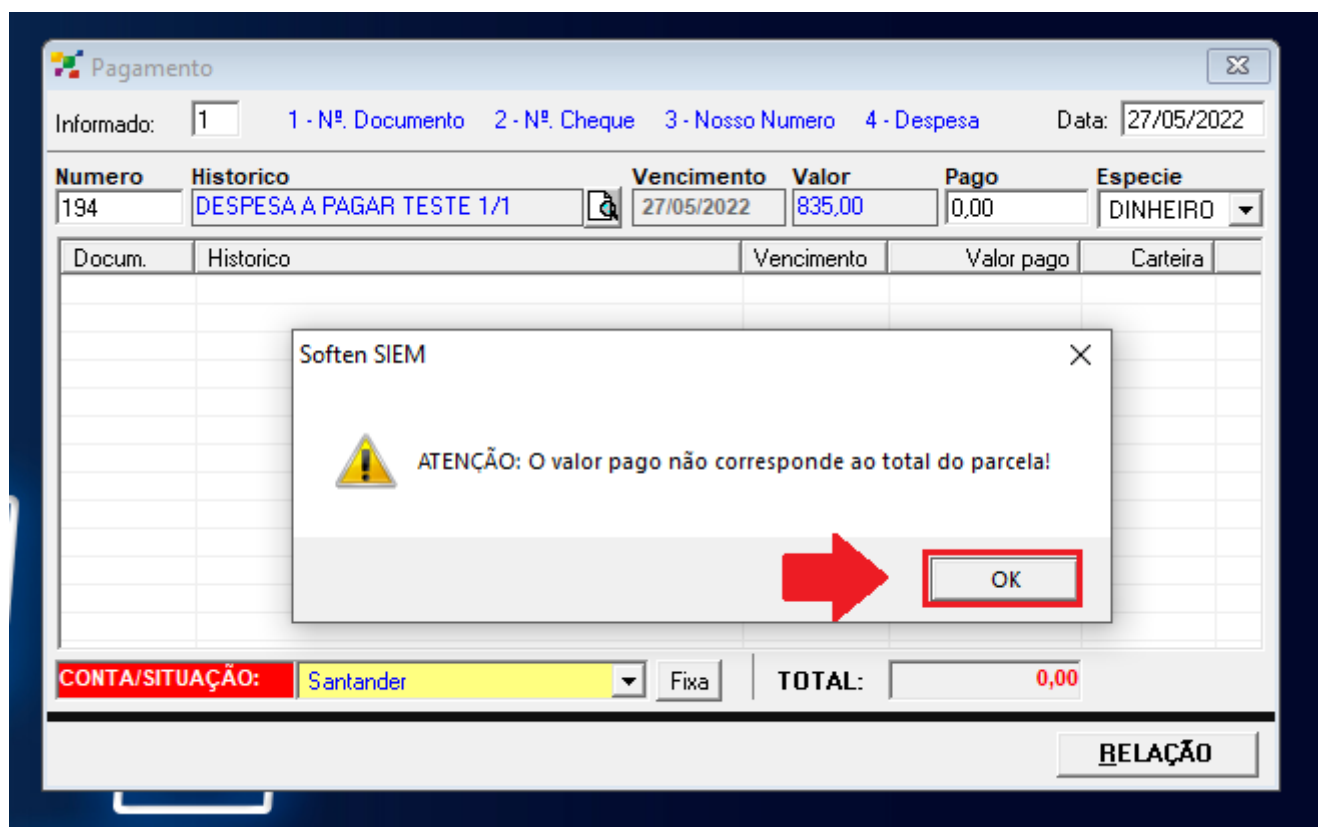 Pagamento
Informado: 1 1 - Nº. Documento 2 - Nº. Cheque 3 - Nosso Numero 4 - Despesa Data: 27/05/2022
Numero Historico Vencimento Valor Pago Especie
194 DESPESA A PAGAR TESTE 1/1 27/05/2022 835,00 0,00 DINHEIRO
Docum. Historico Vencimento Valor pago Carteira
Soften SIEM
ATENÇÃO: O valor pago não corresponde ao total do parcela!
OK
CONTA/SITUAÇÃO: Santander Fixa TOTAL: 0,00
RELAÇÃO